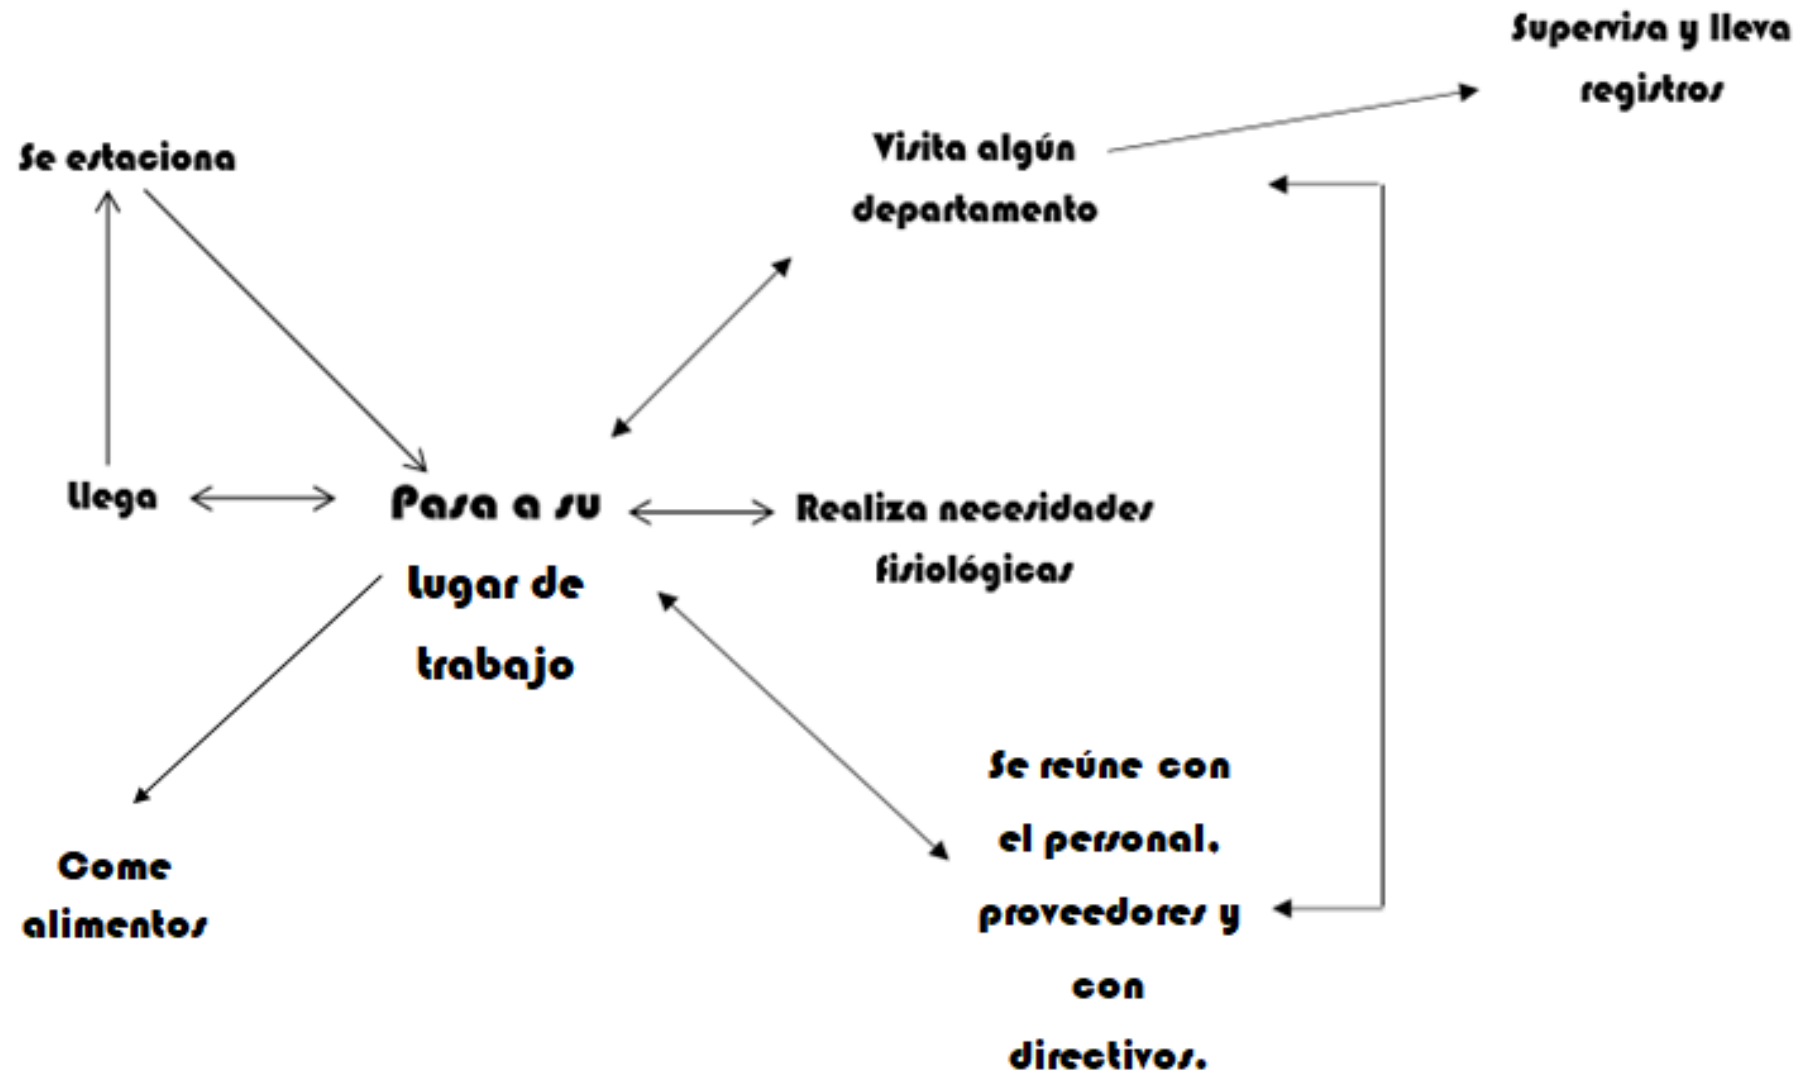 Supervisa y lleva
registros
Visita algún
departamento
Se estaciona
Llega
Pasa a su
Lugar de
trabajo
Realiza necesidades
fisiológicas
Come
alimentos
Se reúne con
el personal,
proveedores y
con
directivos.